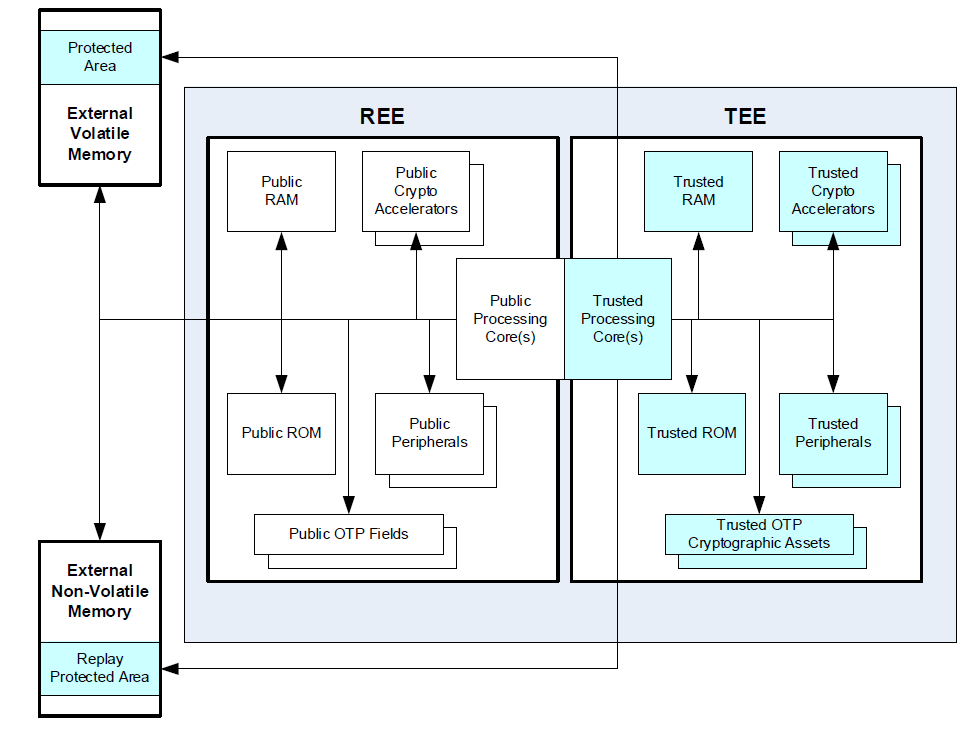 Protected
Area
External
Volatile
Memory
REE
TEE
Public
RAM
Public
Crypto
Accelerators
Trusted
RAM
Trusted
Crypto
Accelerators
Public
Processing
Core(s)
Trusted
Processing
Core(s)
Public ROM
Public
Peripherals
Trusted ROM
Trusted
Peripherals
Public OTP Fields
Trusted OTP
Cryptographic Assets
External
Non-Volatile
Memory
Replay
Protected Area